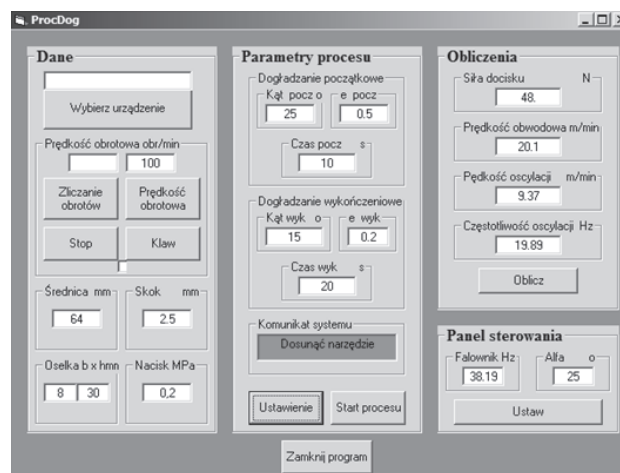 ProcDog
Dane
Wybierz urządzenie
Prędkość obrotowa obr/min
100
Zliczanie obrotów
Prędkość obrotowa
Stop
Klaw
Średnica mm
64
Skok mm
2.5
Osełka b x hmn
8 30
Nacisk MPa
0,2
Parametry procesu
Dogładzanie początkowe
Kąt pocz o
25
e pocz
0.5
Czas pocz s
10
Dogładzanie wykończeniowe
Kąt wyk o
15
e wyk
0.2
Czas wyk s
20
Komunikat systemu
Dosunąć narzędzie
Ustawienie
Start procesu
Obliczenia
Siła docisku N
48.
Prędkość obwodowa m/min
20.1
Pędkość oscylacji m/min
9.37
Częstotliwość oscylacji Hz
19.89
Oblicz
Panel sterowania
Falownik Hz
38.19
Alfa o
25
Ustaw
Zamknij program